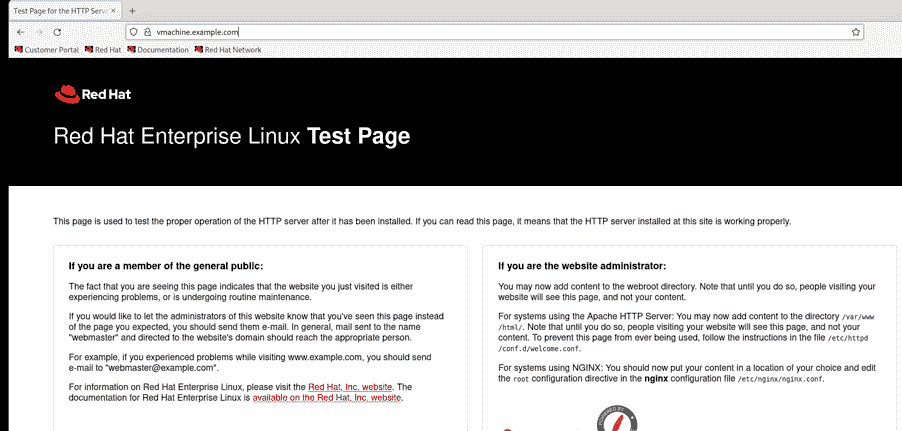 Test Page for the HTTP Serve
vmachine.example.com
Customer Portal Red Hat Documentation Red Hat Network
Red Hat
Red Hat Enterprise Linux Test Page
This page is used to test the proper operation of the HTTP server after it has been installed. If you can read this page, it means that the HTTP server installed at this site is working properly.
If you are a member of the general public:
The fact that you are seeing this page indicates that the website you just visited is either
experiencing problems, or is undergoing routine maintenance.
If you would like to let the administrators of this website know that you've seen this page instead
of the page you expected, you should send them e-mail. In general, mail sent to the name
"webmaster" and directed to the website's domain should reach the appropriate person.
For example, if you experienced problems while visiting www.example.com, you should send
e-mail to "webmaster@example.com".
For information on Red Hat Enterprise Linux, please visit the Red Hat, Inc. website. The
documentation for Red Hat Enterprise Linux is available on the Red Hat, Inc. website.
If you are the website administrator:
You may now add content to the webroot directory. Note that until you do so, people visiting your
website will see this page, and not your content.
For systems using the Apache HTTP Server: You may now add content to the directory /var/www
/html/. Note that until you do so, people visiting your website will see this page, and not your
content. To prevent this page from ever being used, follow the instructions in the file /etc/httpd
/conf.d/welcome.conf.
For systems using NGINX: You should now put your content in a location of your choice and edit
the root configuration directive in the nginx configuration file /etc/nginx/nginx.conf.
POWERED BY